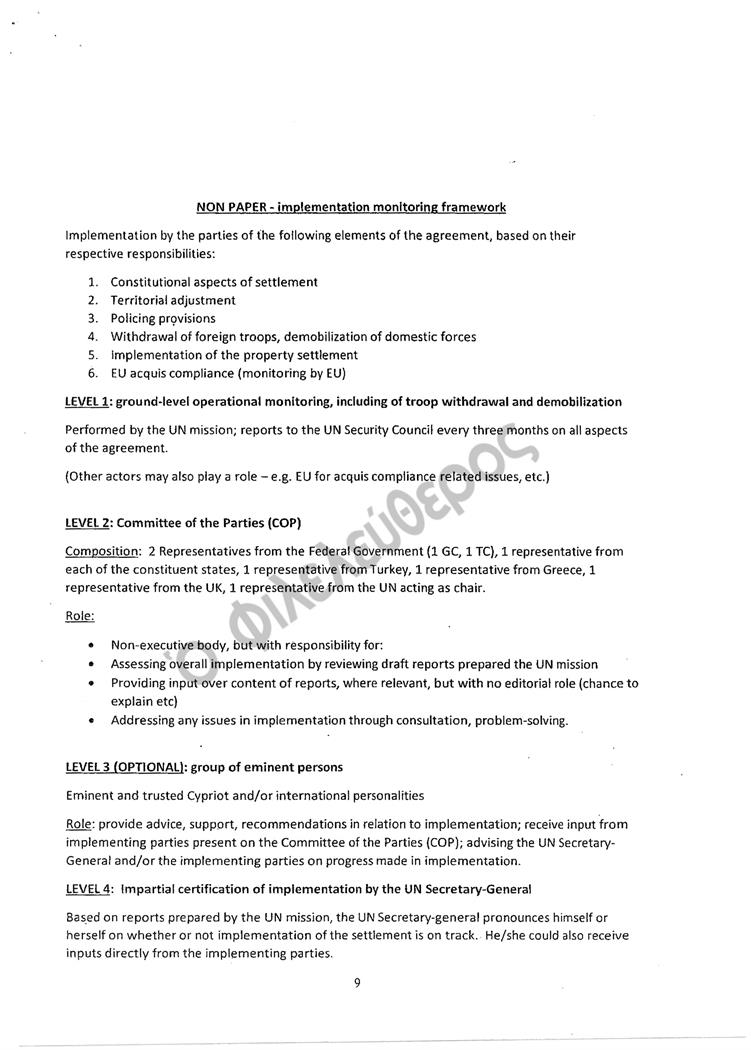 NON PAPER - implementation monitoring framework
Implementation by the parties of the following elements of the agreement, based on their
respective responsibilities:
1. Constitutional aspects of settlement
2. Territorial adjustment
3. Policing provisions
4. Withdrawal of foreign troops, demobilization of domestic forces
5. Implementation of the property settlement
6. EU acquis compliance (monitoring by EU)
LEVEL 1: ground-level operational monitoring, including of troop withdrawal and demobilization
Performed by the UN mission; reports to the UN Security Council every three months on all aspects
of the agreement.
(Other actors may also play a role – e.g. EU for acquis compliance related issues, etc.)
LEVEL 2: Committee of the Parties (COP)
Composition: 2 Representatives from the Federal Government (1 GC, 1 TC), 1 representative from
each of the constituent states, 1 representative from Turkey, 1 representative from Greece, 1
representative from the UK, 1 representative from the UN acting as chair.
Role:
• Non-executive body, but with responsibility for:
• Assessing overall implementation by reviewing draft reports prepared the UN mission
• Providing input over content of reports, where relevant, but with no editorial role (chance to
explain etc)
• Addressing any issues in implementation through consultation, problem-solving.
LEVEL 3 (OPTIONAL): group of eminent persons
Eminent and trusted Cypriot and/or international personalities
Role: provide advice, support, recommendations in relation to implementation; receive input from
implementing parties present on the Committee of the Parties (COP); advising the UN Secretary-
General and/or the implementing parties on progress made in implementation.
LEVEL 4: Impartial certification of implementation by the UN Secretary-General
Based on reports prepared by the UN mission, the UN Secretary-general pronounces himself or
herself on whether or not implementation of the settlement is on track. He/she could also receive
inputs directly from the implementing parties.
9
Ο Φιλελεύθερος